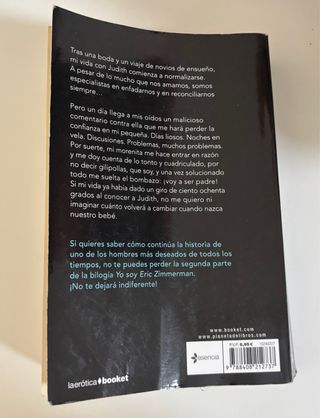 Tras una boda y un viaje de novios de ensueño,
mi vida con Judith comienza a normalizarse.
A pesar de lo mucho que nos amamos, somos
especialistas en enfadarnos y en reconciliarnos
siempre...
Pero un día llega a mis oídos un malicioso
comentario contra ella que me hará perder la
confianza en mi pequeña. Días liosos. Noches en
vela. Discusiones. Problemas, muchos problemas.
Por suerte, mi morenita me hace entrar en razón
y me doy cuenta de lo tonto y cuadriculado, por
no decir gilipollas, que soy, y una vez solucionado
todo me suelta el bombazo: ¡voy a ser padre!
Si mi vida ya había dado un giro de ciento ochenta
grados al conocer a Judith, no me quiero ni
imaginar cuánto volverá a cambiar cuando nazca
nuestro bebé.
Si quieres saber cómo continúa la historia de
uno de los hombres más deseados de todos los
tiempos, no te puedes perder la segunda parte
de la bilogía Yo soy Eric Zimmerman.
¡No te dejará indiferente!
www.booket.com
www.planetadelibros.com
PVP 8,95 €
esencia
9 788408 212737
laerótica booket